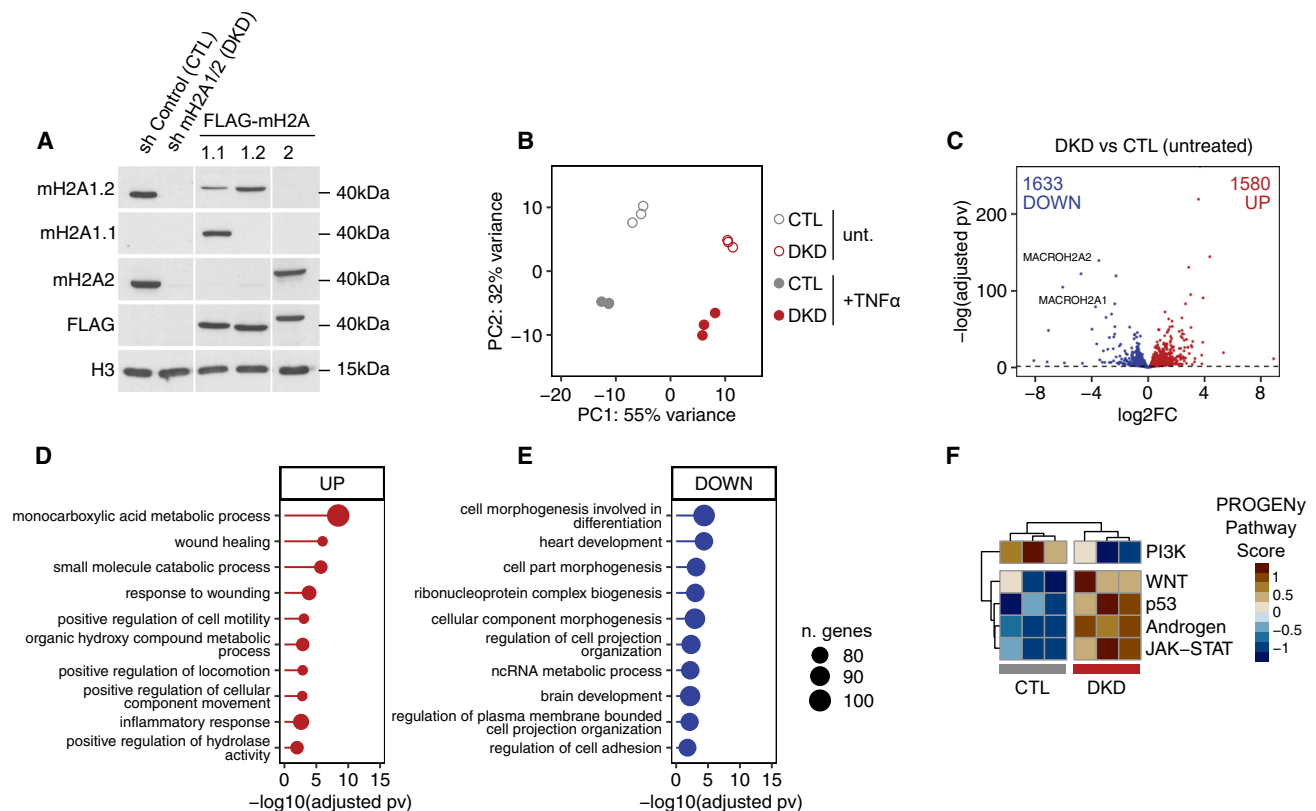 A
sh Control (CTL)
sh mH2A1/2 (DKD)
FLAG-mH2A
1.1 1.2 2
mH2A1.2
40kDa
mH2A1.1
40kDa
mH2A2
40kDa
FLAG
40kDa
H3
15kDa
B
PC2: 32% variance
10
0
−10
−20 −10 0 10
PC1: 55% variance
CTL
DKD
unt.
CTL
DKD
+TNFα
C
DKD vs CTL (untreated)
−log(adjusted pv)
1633
DOWN
1580
UP
MACROH2A2
MACROH2A1
200
100
0
−8 −4 0 4 8
log2FC
D
UP
monocarboxylic acid metabolic process
wound healing
small molecule catabolic process
response to wounding
positive regulation of cell motility
organic hydroxy compound metabolic
process
positive regulation of locomotion
positive regulation of cellular
component movement
inflammatory response
positive regulation of hydrolase
activity
0 5 10 15
−log10(adjusted pv)
E
DOWN
cell morphogenesis involved in
differentiation
heart development
cell part morphogenesis
ribonucleoprotein complex biogenesis
cellular component morphogenesis
regulation of cell projection
organization
ncRNA metabolic process
brain development
regulation of plasma membrane bounded
cell projection organization
regulation of cell adhesion
0 5 10 15
−log10(adjusted pv)
n. genes
80
90
100
F
PI3K
WNT
p53
Androgen
JAK−STAT
CTL DKD
PROGENy
Pathway
Score
1
0.5
0
−0.5
−1